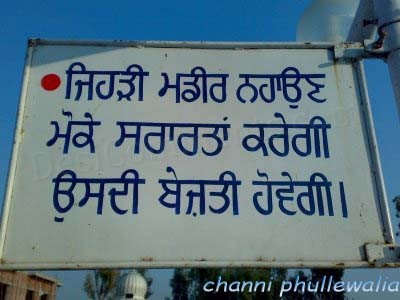 ਜਿਹੜੀ ਮਡੀਰ ਨਹਾਉਣ
ਮੋਕੇ ਸਰਾਰਤਾਂ ਕਰੇਗੀ
ਉਸਦੀ ਬੇਜ਼ਤੀ ਹੋਵੇਗੀ।
channi phullewalia